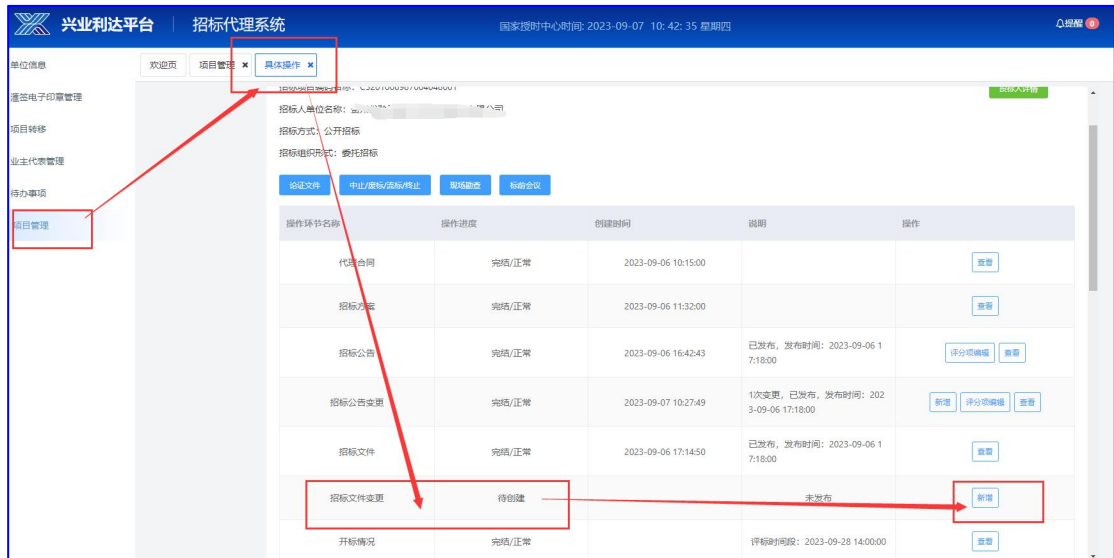 兴业利达平台 招标代理系统 国家授时中心时间: 2023-09-07 10: 42: 35 星期四 提醒 0
单位信息 欢迎页 项目管理 × 具体操作 ×
遁签电子印章管理
招标人单位名称：
项目转移 招标方式：公开招标
招标组织形式：委托招标
业主代表管理
待办事项 论证文件 中止/废标/流标/终止 现场勘查 标前会议
项目管理 操作环节名称 操作进度 创建时间 说明 操作
代理合同 完结/正常 2023-09-06 10:15:00 查看
招标方案 完结/正常 2023-09-06 11:32:00 查看
招标公告 完结/正常 2023-09-06 16:42:43 已发布，发布时间：2023-09-06 1 评分项编辑 查看
7:18:00
招标公告变更 完结/正常 2023-09-07 10:27:49 1次变更，已发布，发布时间：202 新增 评分项编辑 查看
3-09-06 17:18:00
招标文件 完结/正常 2023-09-06 17:14:50 已发布，发布时间：2023-09-06 1 查看
7:18:00
招标文件变更 待创建 未发布 新增
开标情况 完结/正常 评标时间段：2023-09-28 14:00:00 查看